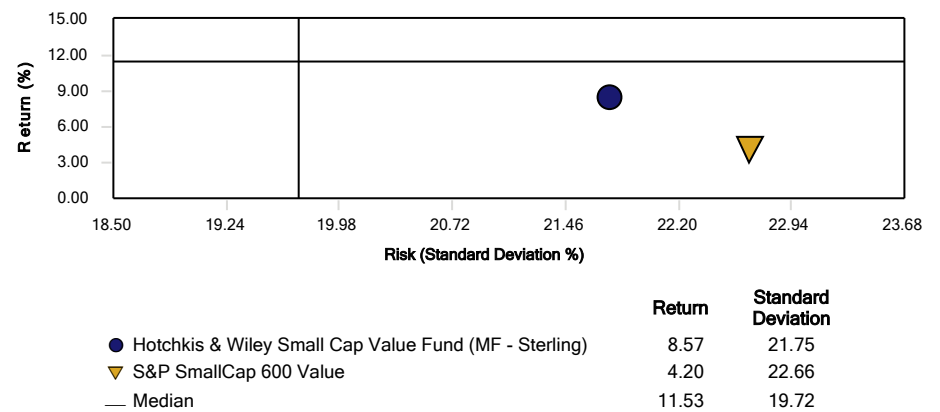 15.00
12.00
9.00
6.00
3.00
0.00
Return (%)
18.50 19.24 19.98 20.72 21.46 22.20 22.94 23.68
Risk (Standard Deviation %)
Return Standard Deviation
Hotchkis & Wiley Small Cap Value Fund (MF - Sterling) 8.57 21.75
S&P SmallCap 600 Value 4.20 22.66
Median 11.53 19.72